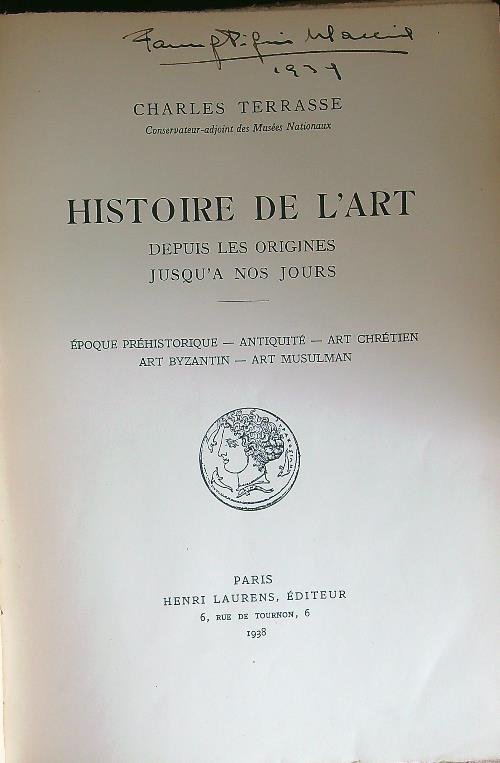 1939
CHARLES TERRASSE
Conservateur-adjoint des Musées Nationaux
HISTOIRE DE L'ART
DEPUIS LES ORIGINES
JUSQU'A NOS JOURS
ÉPOQUE PRÉHISTORIQUE — ANTIQUITÉ — ART CHRÉTIEN
ART BYZANTIN — ART MUSULMAN
PARIS
HENRI LAURENS, ÉDITEUR
6, RUE DE TOURNON, 6
1938